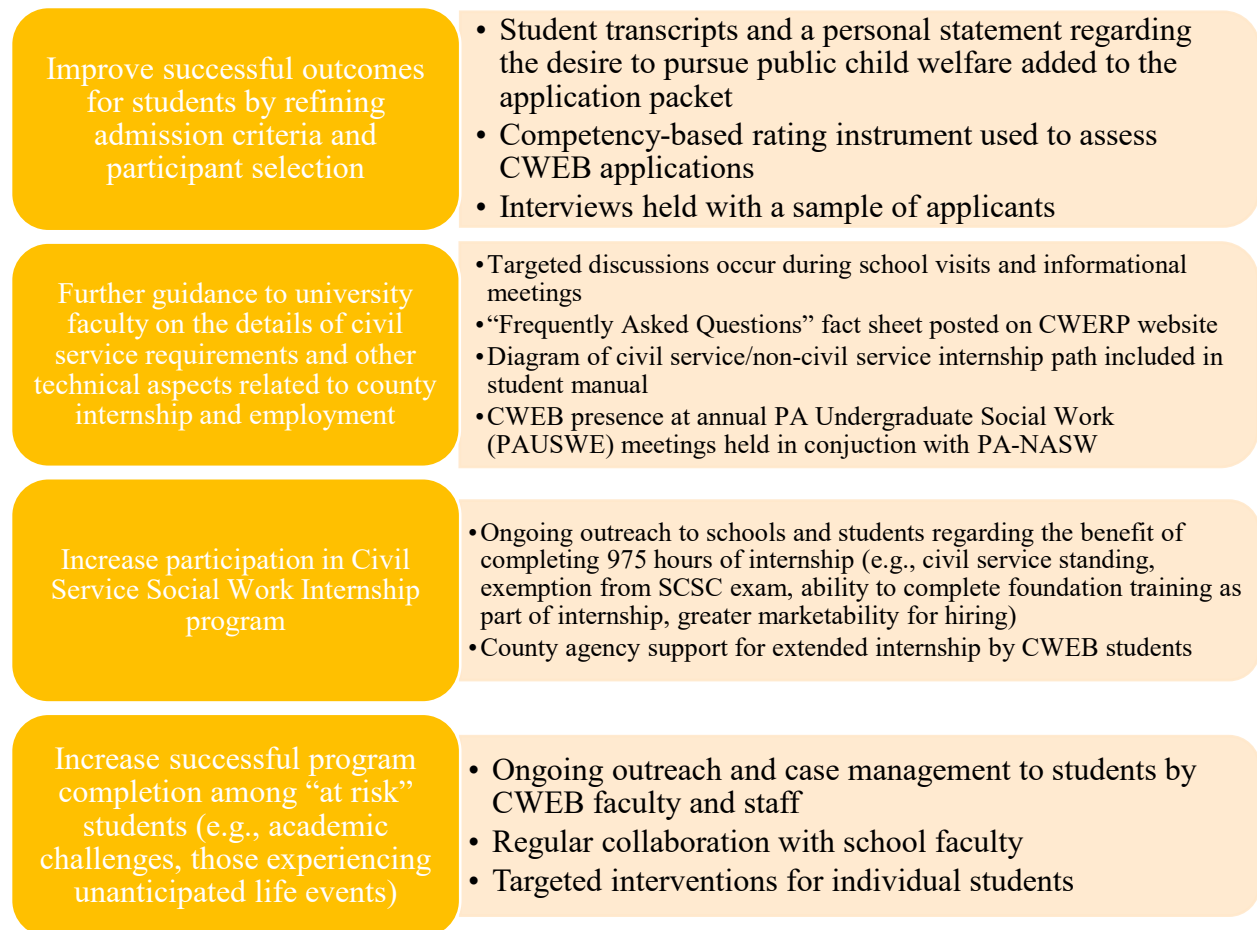 Improve successful outcomes
for students by refining
admission criteria and
participant selection
• Student transcripts and a personal statement regarding
the desire to pursue public child welfare added to the
application packet
• Competency-based rating instrument used to assess
CWEB applications
• Interviews held with a sample of applicants
Further guidance to university
faculty on the details of civil
service requirements and other
technical aspects related to county
internship and employment
•Targeted discussions occur during school visits and informational
meetings
•“Frequently Asked Questions” fact sheet posted on CWERP website
•Diagram of civil service/non-civil service internship path included in
student manual
•CWEB presence at annual PA Undergraduate Social Work
(PAUSWE) meetings held in conjuction with PA-NASW
Increase participation in Civil
Service Social Work Internship
program
•Ongoing outreach to schools and students regarding the benefit of
completing 975 hours of internship (e.g., civil service standing,
exemption from SCSC exam, ability to complete foundation training as
part of internship, greater marketability for hiring)
•County agency support for extended internship by CWEB students
Increase successful program
completion among “at risk”
students (e.g., academic
challenges, those experiencing
unanticipated life events)
• Ongoing outreach and case management to students by
CWEB faculty and staff
• Regular collaboration with school faculty
• Targeted interventions for individual students